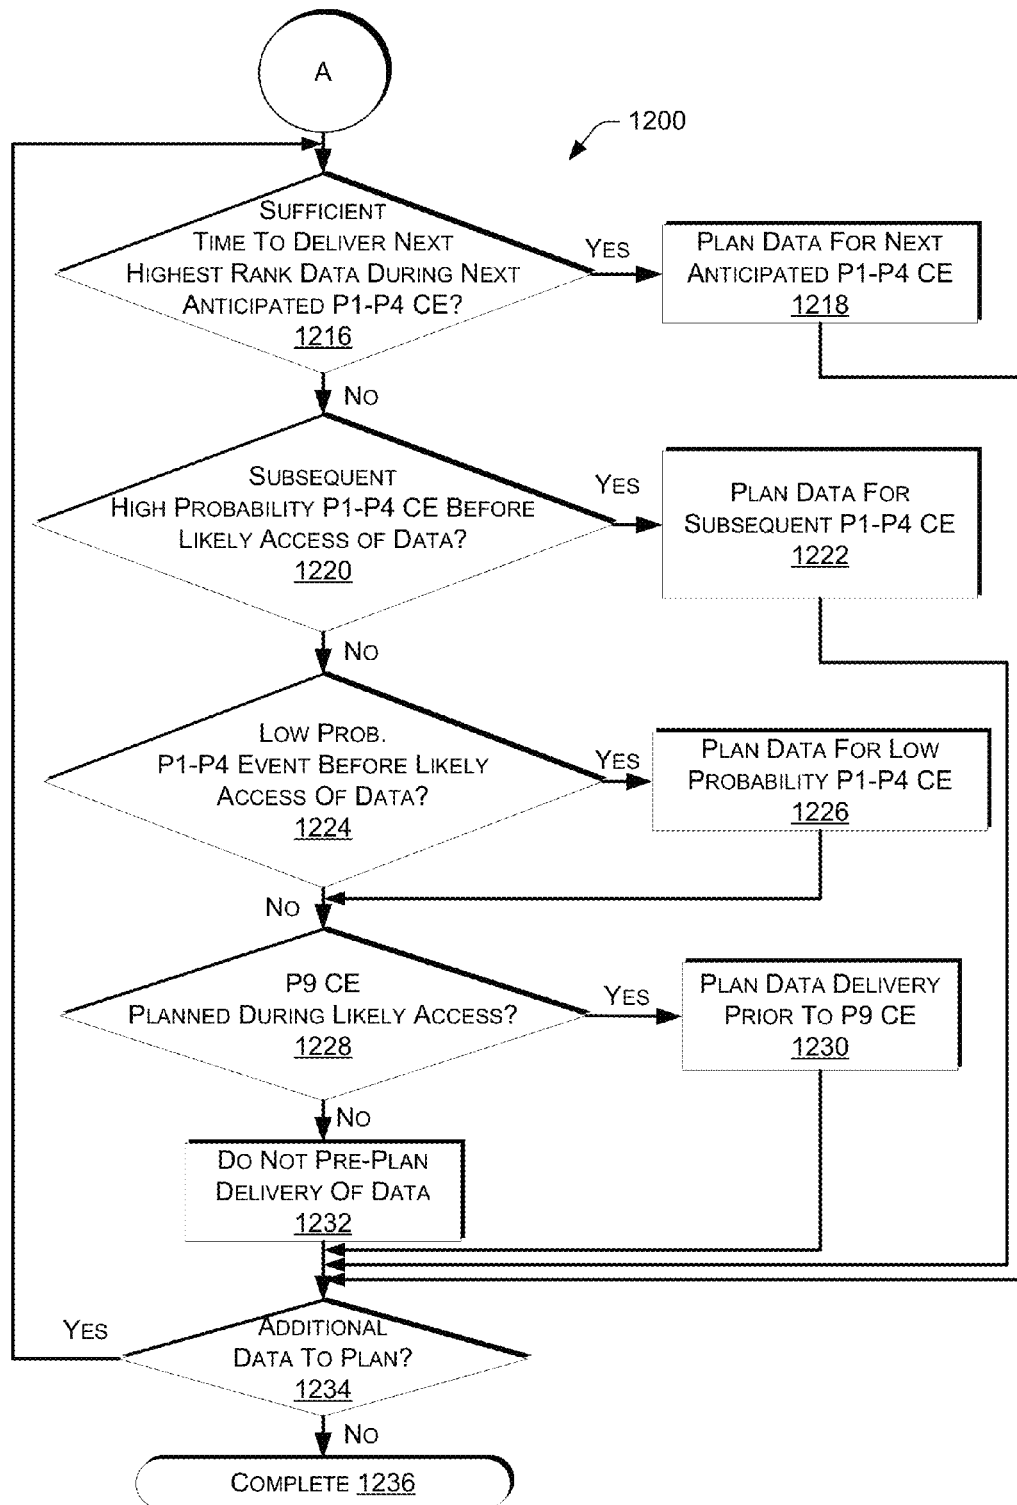 A
1200
SUFFICIENT
TIME TO DELIVER NEXT
HIGHEST RANK DATA DURING NEXT
ANTICIPATED P1-P4 CE?
1216
YES
PLAN DATA FOR NEXT
ANTICIPATED P1-P4 CE
1218
NO
SUBSEQUENT
HIGH PROBABILITY P1-P4 CE BEFORE
LIKELY ACCESS OF DATA?
1220
YES
PLAN DATA FOR
SUBSEQUENT P1-P4 CE
1222
NO
LOW PROB.
P1-P4 EVENT BEFORE LIKELY
ACCESS OF DATA?
1224
YES
PLAN DATA FOR LOW
PROBABILITY P1-P4 CE
1226
NO
P9 CE
PLANNED DURING LIKELY ACCESS?
1228
YES
PLAN DATA DELIVERY
PRIOR TO P9 CE
1230
NO
DO NOT PRE-PLAN
DELIVERY OF DATA
1232
YES
ADDITIONAL
DATA TO PLAN?
1234
NO
COMPLETE 1236